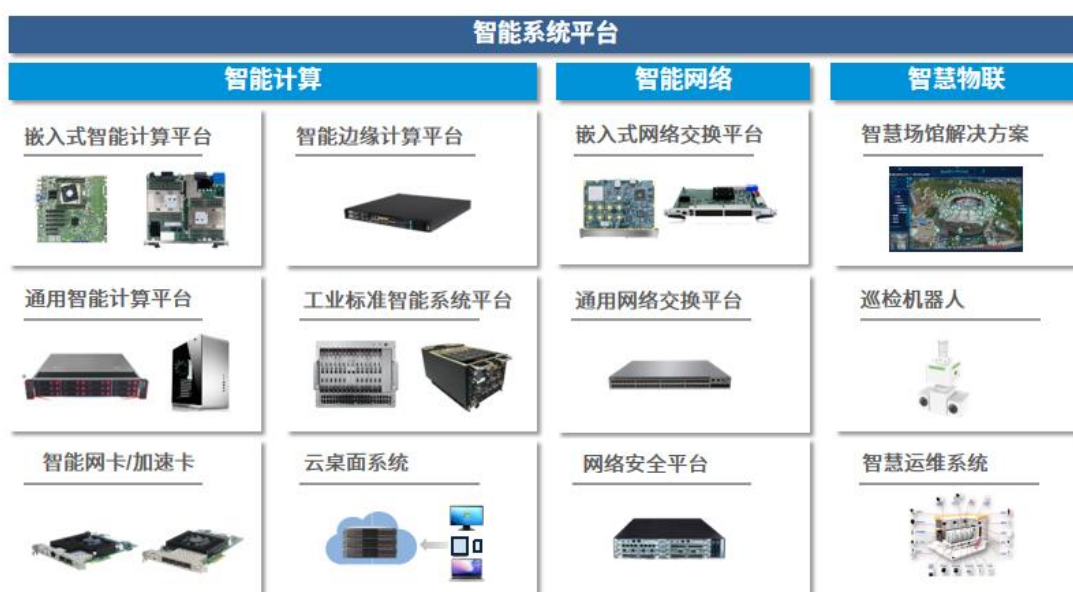 智能系统平台
智能计算
智能网络
智慧物联
嵌入式智能计算平台
智能边缘计算平台
嵌入式网络交换平台
智慧场馆解决方案
通用智能计算平台
工业标准智能系统平台
通用网络交换平台
巡检机器人
智能网卡/加速卡
云桌面系统
网络安全平台
智慧运维系统